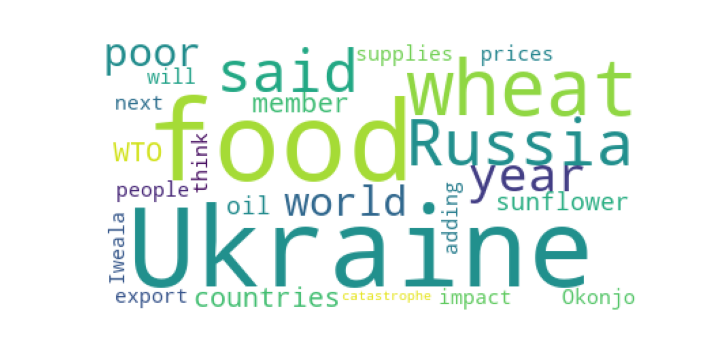 poor
said
supplies
prices
will
wheat
next
member
food
WTO
think
Russia
people
year
oil
world
adding
sunflower
Iweala
Ukraine
export
countries
catastrophe
impact
Okonjo